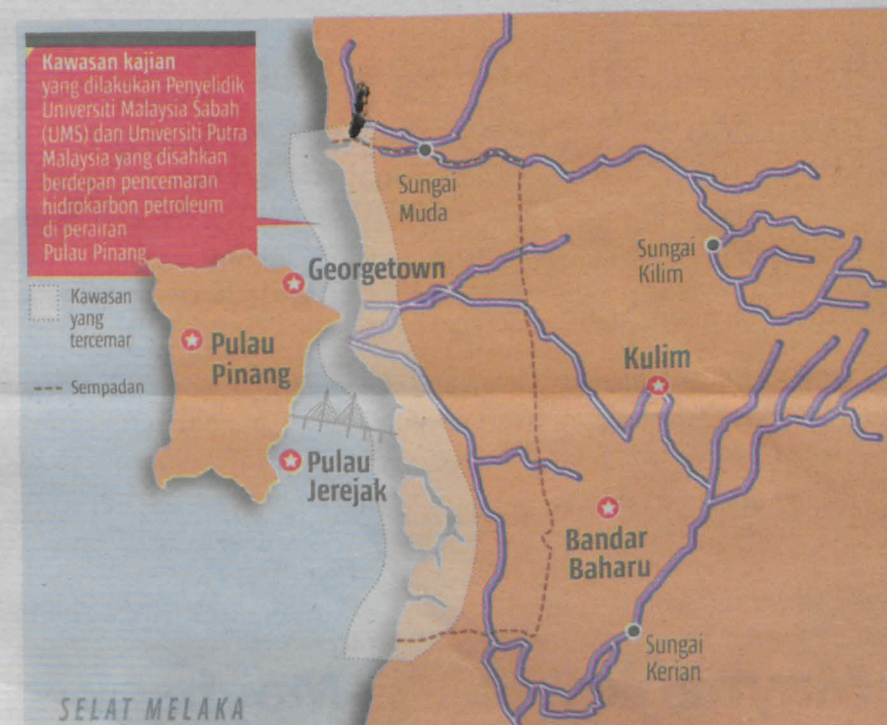 Kawasan kajian
yang dilakukan Penyelidik
Universiti Malaysia Sabah
(UMS) dan Universiti Putra
Malaysia yang disahkan
berdepan pencemaran
hidrokarbon petroleum
di perairan
Pulau Pinang
Kawasan
yang
tercemar
Sempadan
Georgetown
Pulau
Pinang
Pulau
Jerejak
Sungai
Muda
Sungai
Kilim
Kulim
Bandar
Baharu
Sungai
Kerian
SELAT MELAKA